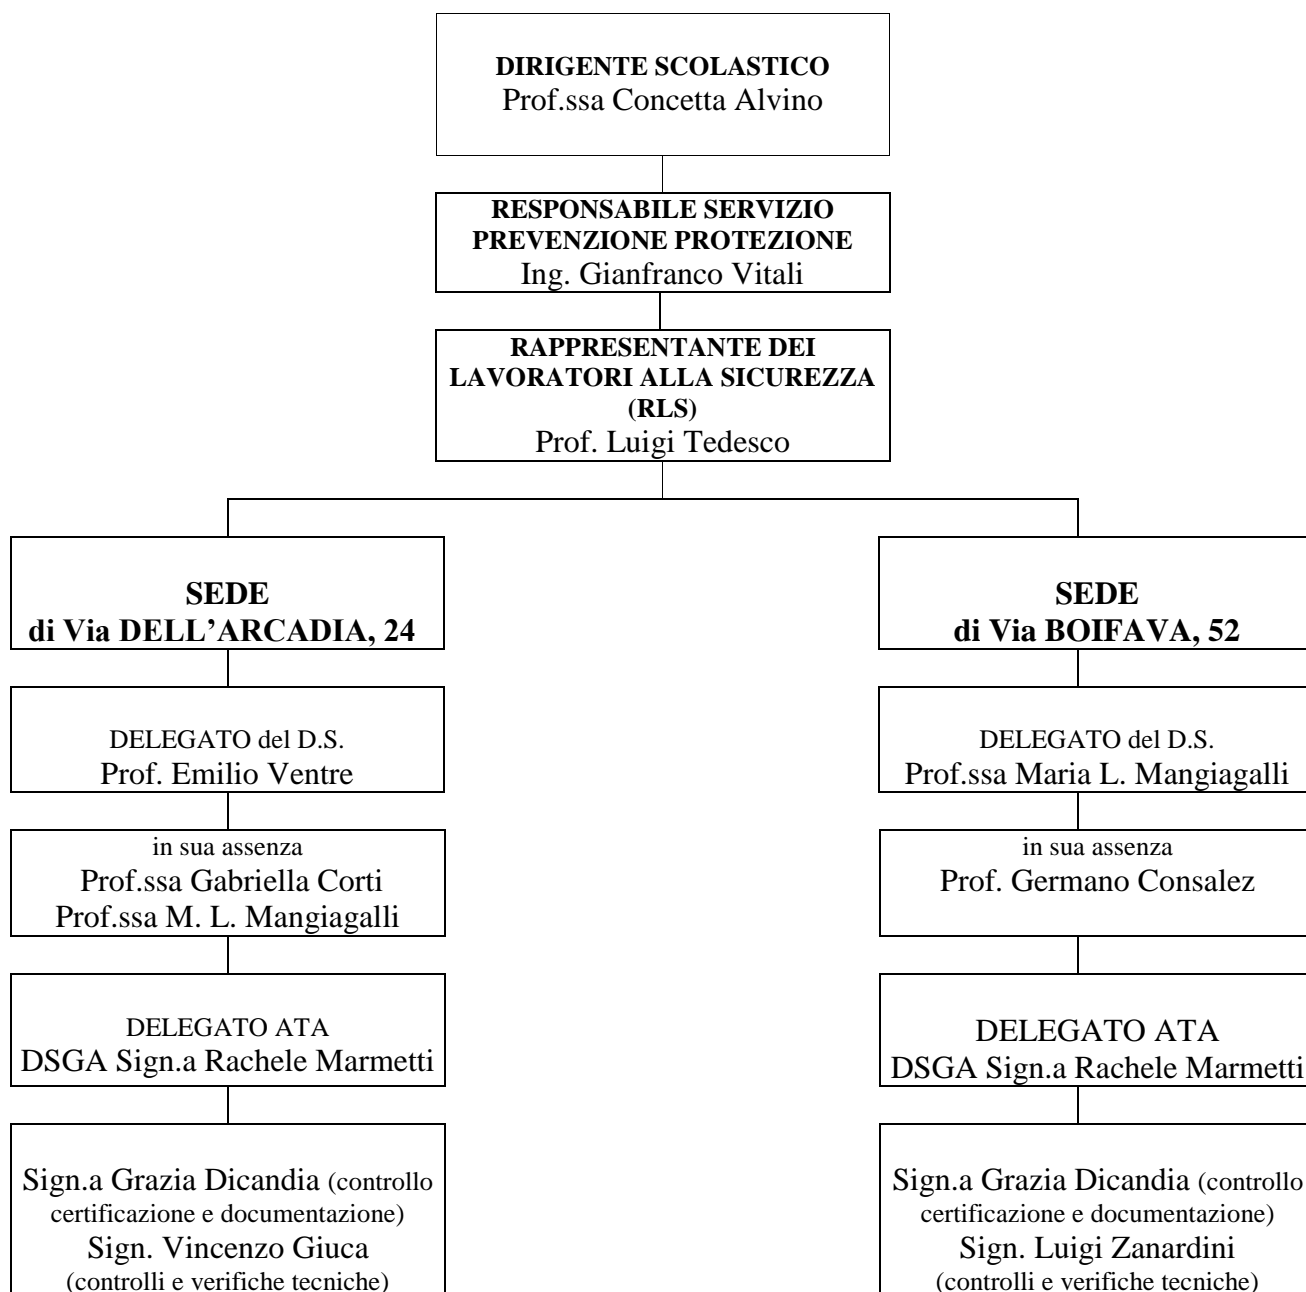 DIRIGENTE SCOLASTICO
Prof.ssa Concetta Alvino
RESPONSABILE SERVIZIO
PREVENZIONE PROTEZIONE
Ing. Gianfranco Vitali
RAPPRESENTANTE DEI
LAVORATORI ALLA SICUREZZA
(RLS)
Prof. Luigi Tedesco
SEDE
di Via DELL’ARCADIA, 24
DELEGATO del D.S.
Prof. Emilio Ventre
in sua assenza
Prof.ssa Gabriella Corti
Prof.ssa M. L. Mangiagalli
DELEGATO ATA
DSGA Sign.a Rachele Marmetti
Sign.a Grazia Dicandia (controllo
certificazione e documentazione)
Sign. Vincenzo Giuca
(controlli e verifiche tecniche)
SEDE
di Via BOIFAVA, 52
DELEGATO del D.S.
Prof.ssa Maria L. Mangiagalli
in sua assenza
Prof. Germano Consalez
DELEGATO ATA
DSGA Sign.a Rachele Marmetti
Sign.a Grazia Dicandia (controllo
certificazione e documentazione)
Sign. Luigi Zanardini
(controlli e verifiche tecniche)